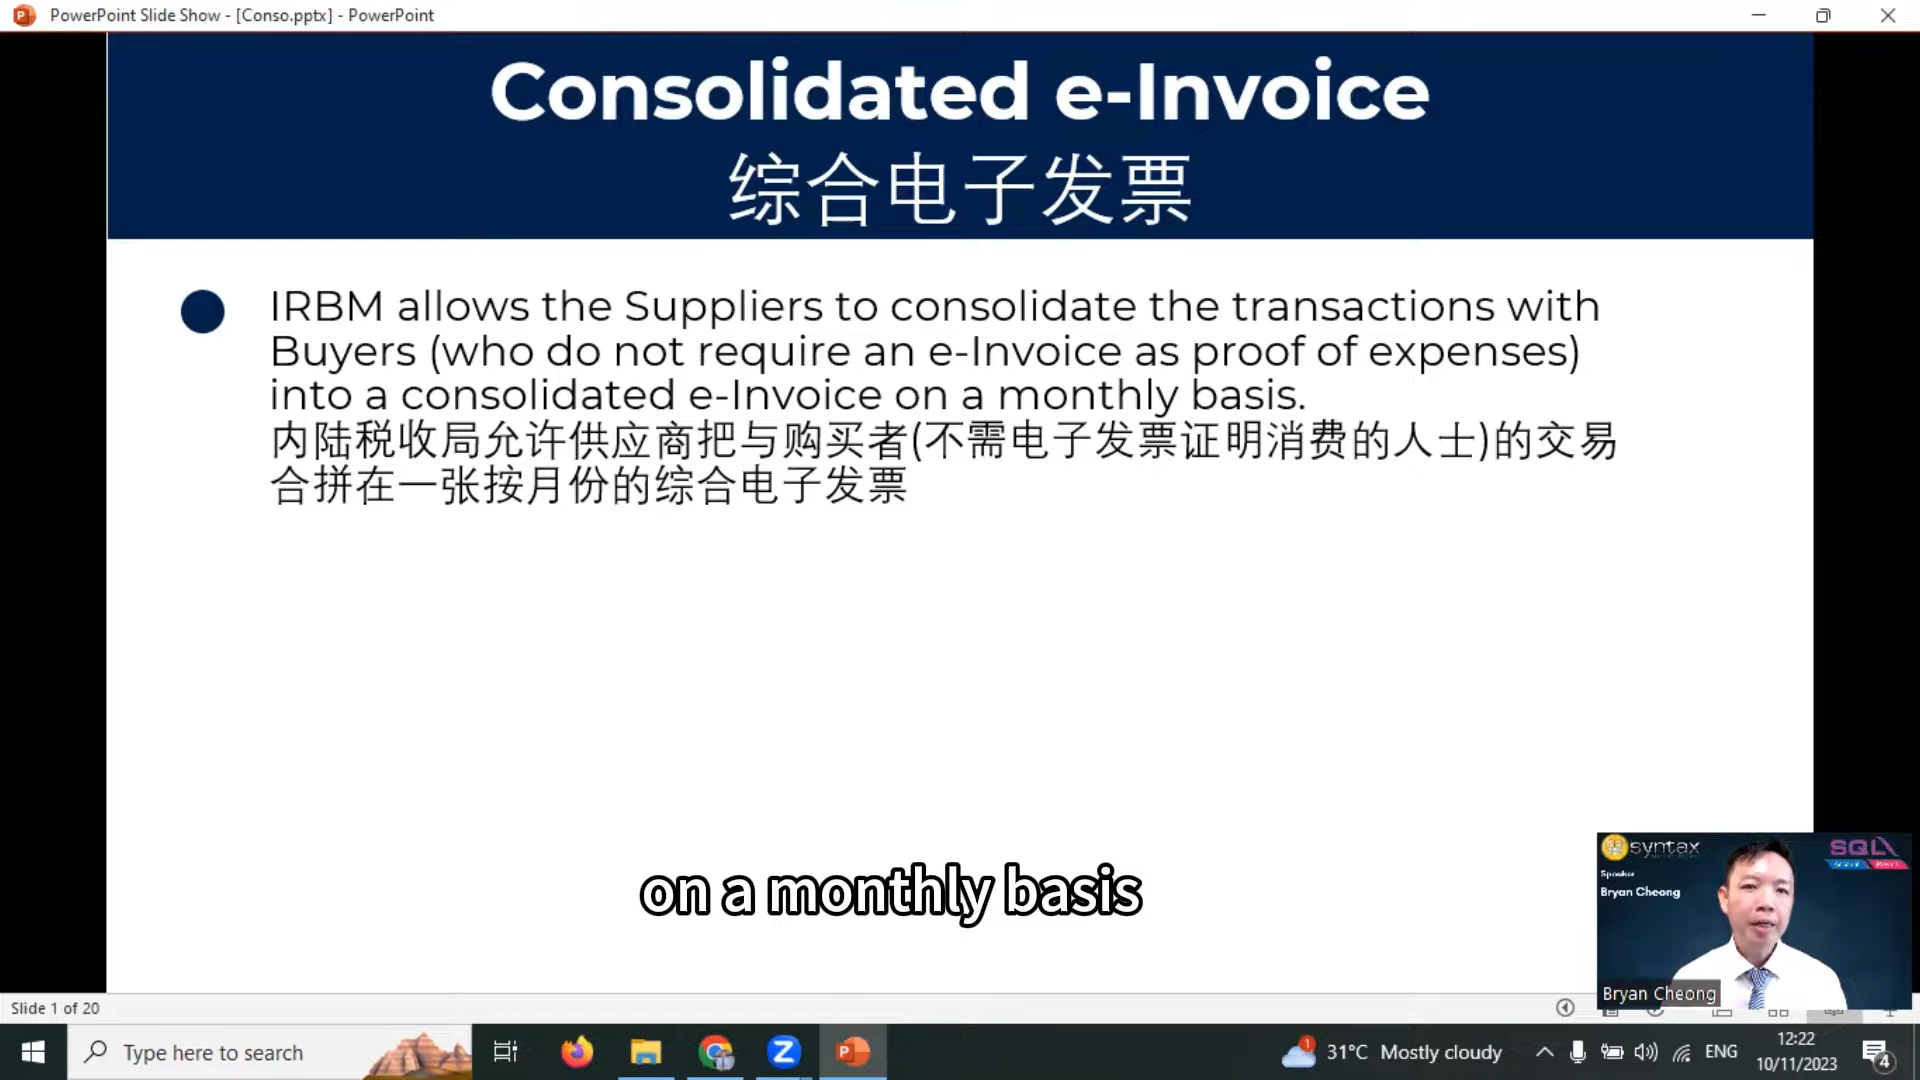 PowerPoint Slide Show - [Conso.pptx] - PowerPoint
Consolidated e-Invoice
综合电子发票
IRBM allows the Suppliers to consolidate the transactions with
Buyers (who do not require an e-Invoice as proof of expenses)
into a consolidated e-Invoice on a monthly basis.
内陆税收局允许供应商把与购买者(不需电子发票证明消费的人士)的交易
合拼在一张按月份的综合电子发票
on a monthly basis
syntax
SQL
Speaker
Bryan Cheong
Bryan Cheong
Slide 1 of 20
Type here to search
1
31°C Mostly cloudy
ENG
12:22
10/11/2023
4